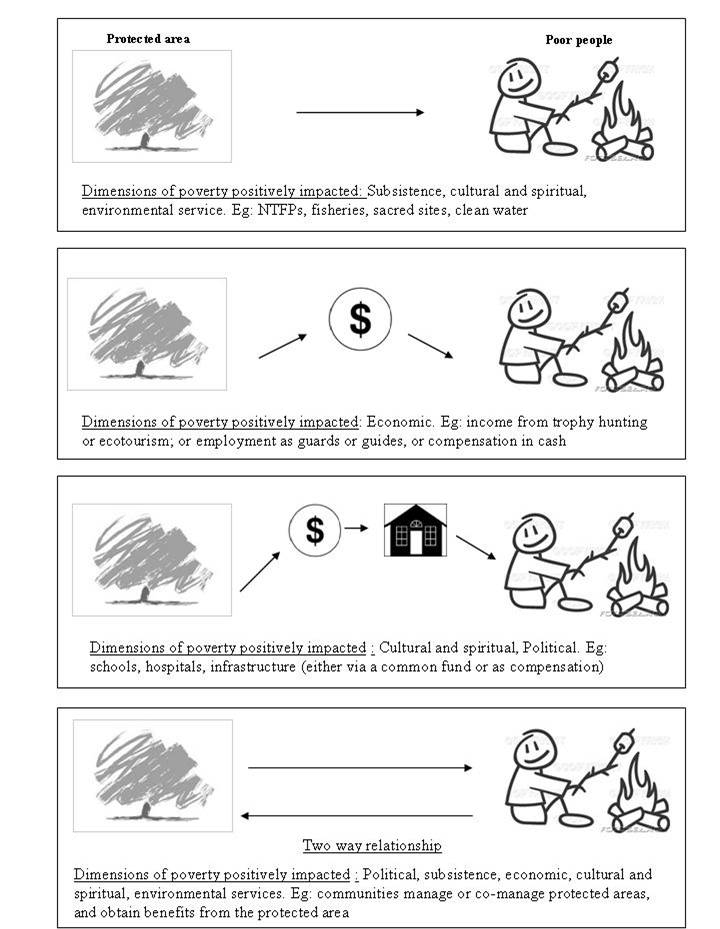 Protected area
Poor people
Dimensions of poverty positively impacted: Subsistence, cultural and spiritual,
environmental service. Eg: NTFPs, fisheries, sacred sites, clean water
$
Dimensions of poverty positively impacted: Economic. Eg: income from trophy hunting
or ecotourism; or employment as guards or guides, or compensation in cash
$
Dimensions of poverty positively impacted : Cultural and spiritual, Political. Eg:
schools, hospitals, infrastructure (either via a common fund or as compensation)
Two way relationship
Dimensions of poverty positively impacted : Political, subsistence, economic, cultural and
spiritual, environmental services. Eg: communities manage or co-manage protected areas,
and obtain benefits from the protected area